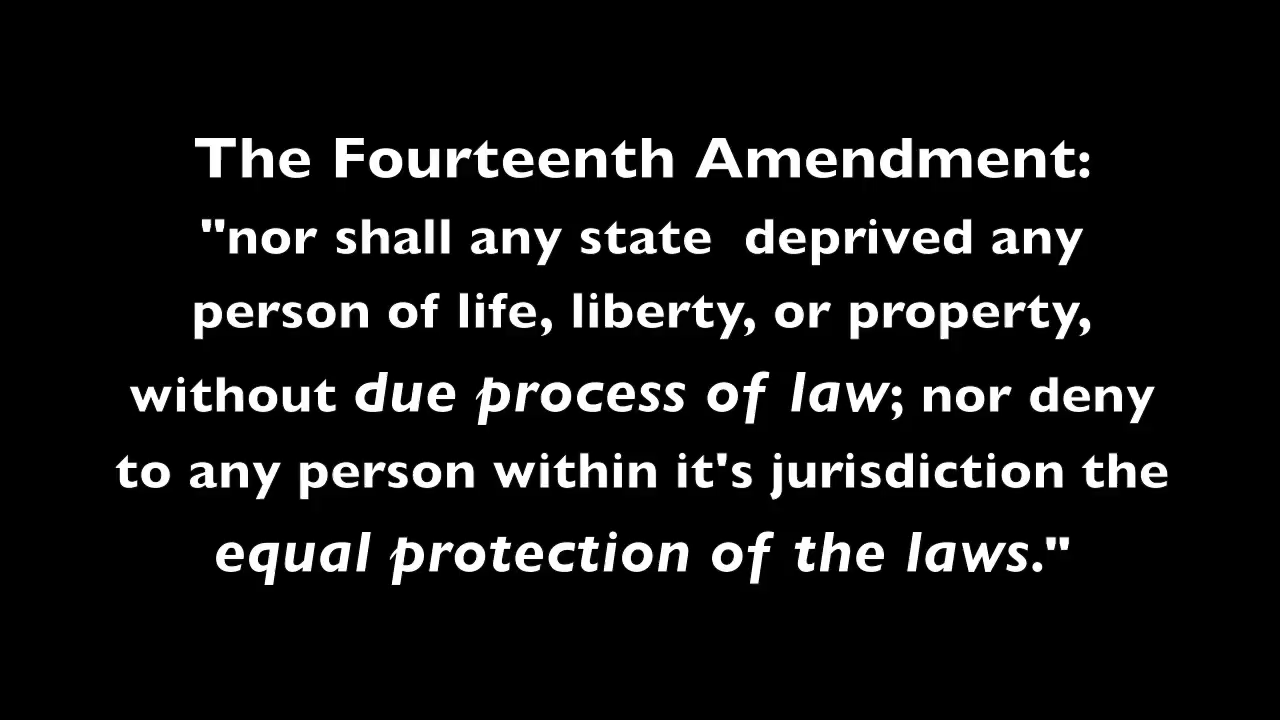 The Fourteenth Amendment:
"nor shall any state  deprived any
person of life, liberty, or property,
without due process of law; nor deny
to any person within it's jurisdiction the
equal protection of the laws."